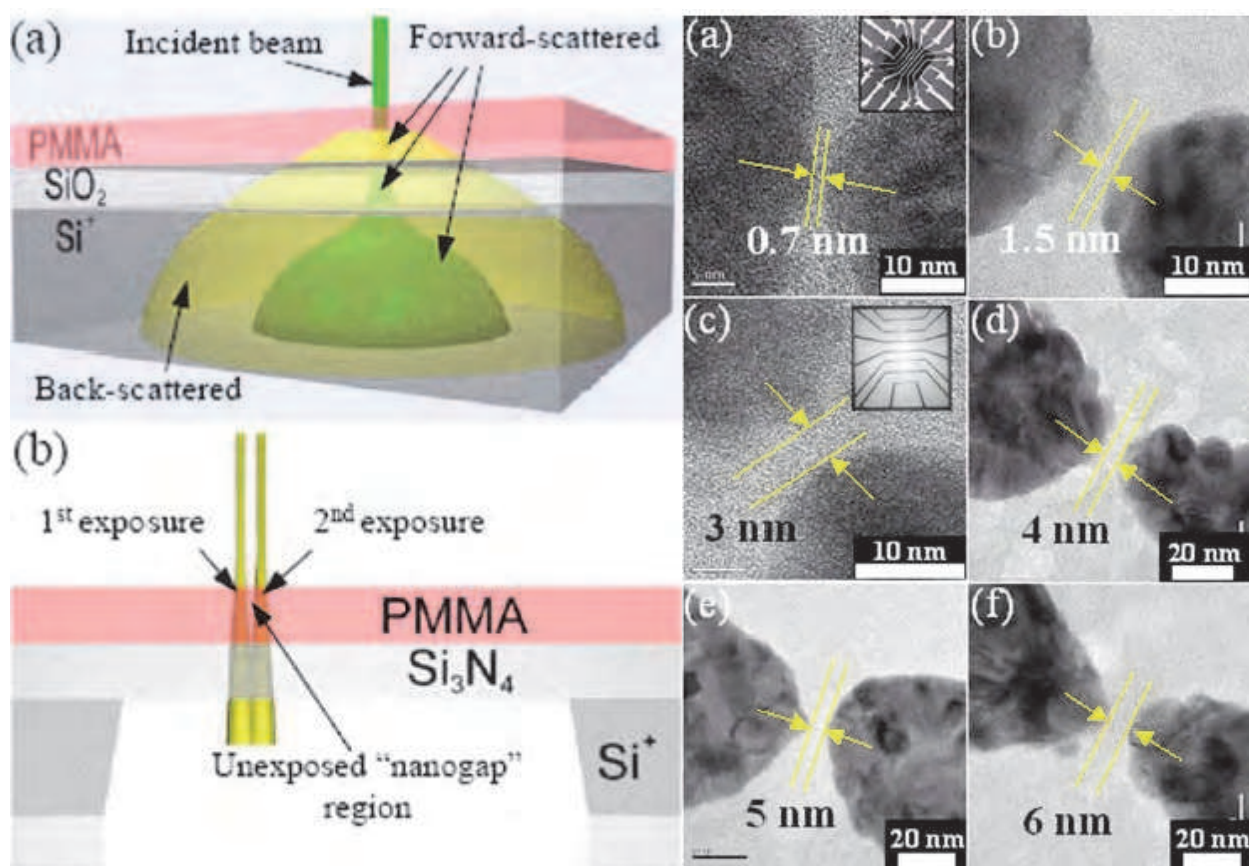 (a)
Incident beam
Forward-scattered
PMMA
SiO2
Si+
Back-scattered
(b)
1st exposure
2nd exposure
PMMA
Si3N4
Unexposed “nanogap”
region
Si+
(a)
0.7 nm
10 nm
(b)
1.5 nm
10 nm
(c)
3 nm
10 nm
(d)
4 nm
20 nm
(e)
5 nm
20 nm
(f)
6 nm
20 nm